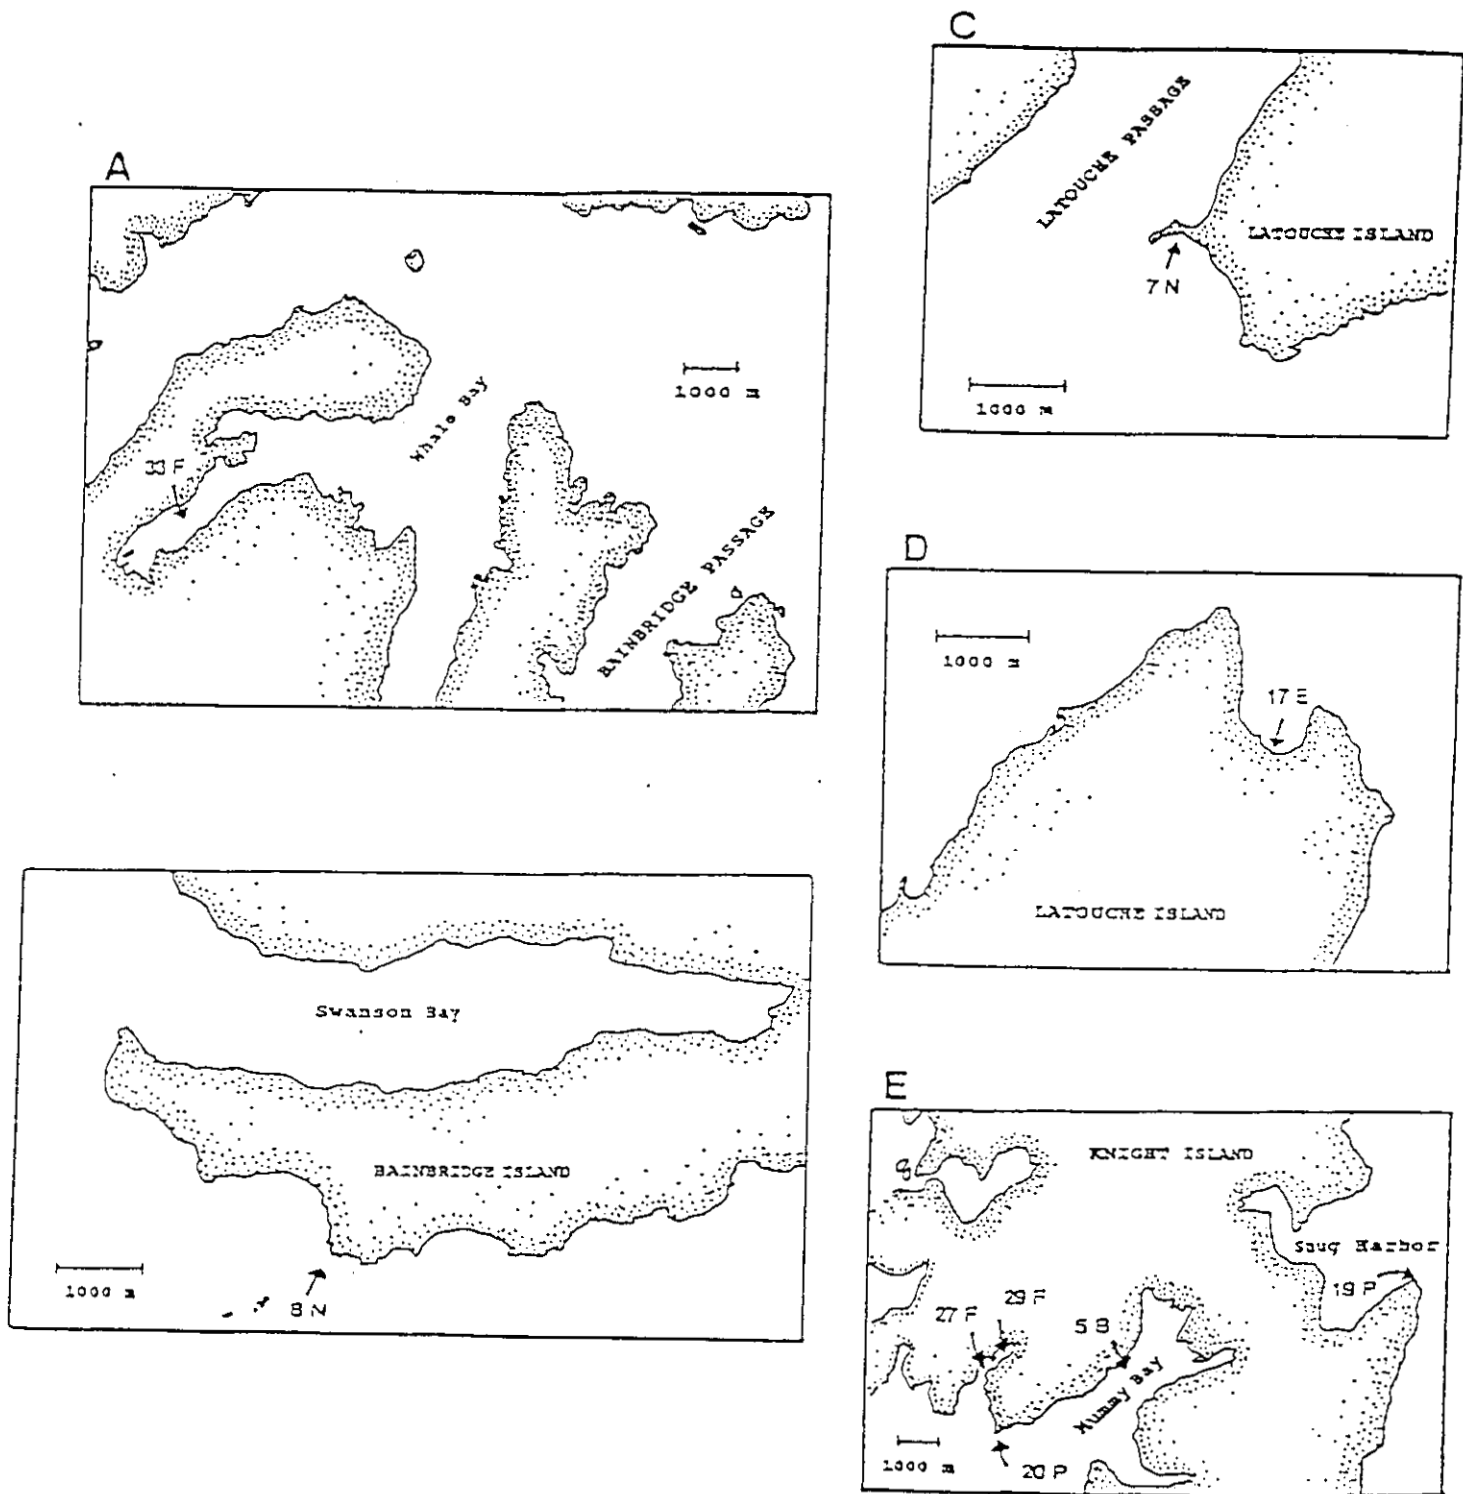 A
1000 m
Whale Bay
33 F
BAINBRIDGE PASSAGE
C
LATOUCHE PASSAGE
LATOUCHE ISLAND
7 N
1000 m
D
1000 m
17 E
LATOUCHE ISLAND
Swanson Bay
BAINBRIDGE ISLAND
1000 m
8 N
E
KNIGHT ISLAND
Snug Harbor
19 P
29 F
27 F
5 B
Mummy Bay
1000 m
20 P